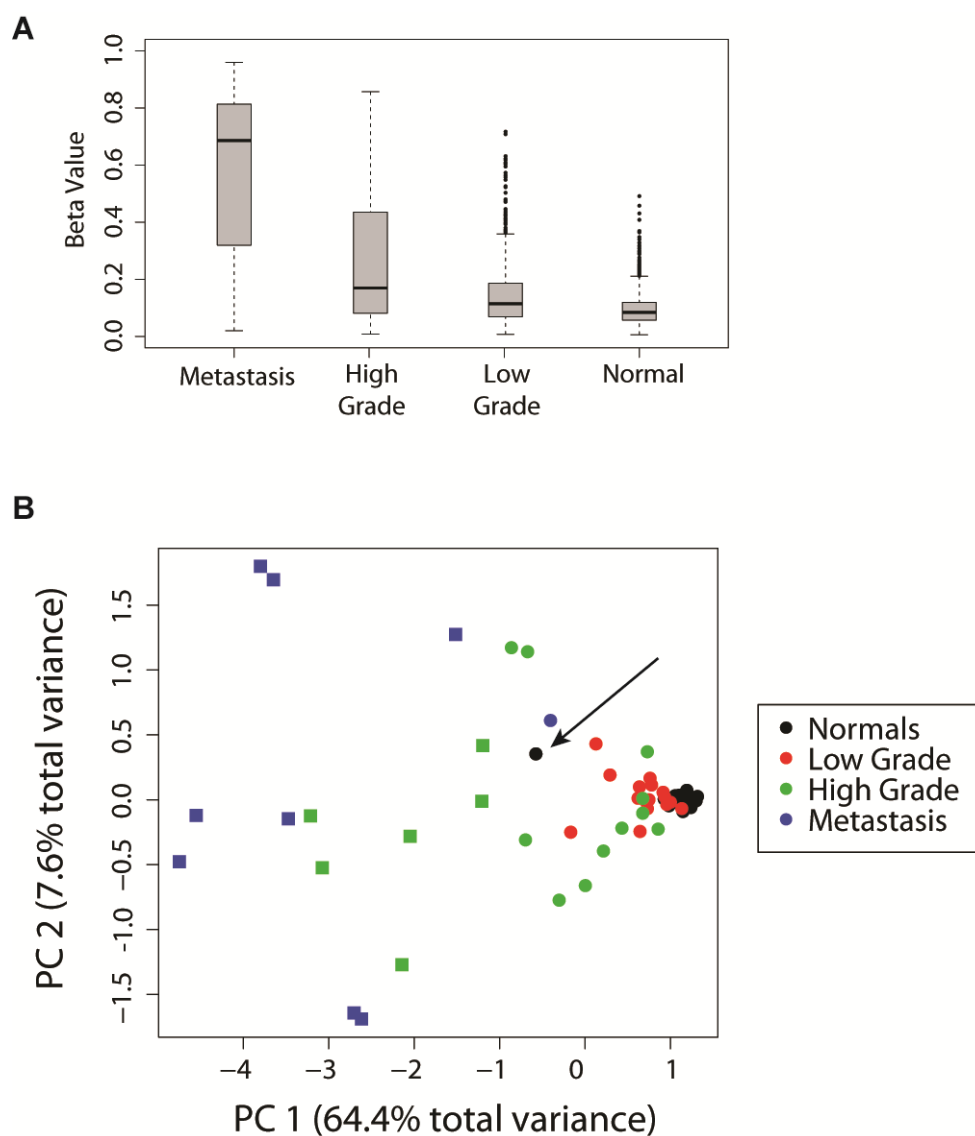 A
Beta Value
1.0
0.8
0.6
0.4
0.2
0.0
Metastasis
High
Grade
Low
Grade
Normal
B
PC 2 (7.6% total variance)
1.5
1.0
0.5
0.0
−0.5
−1.0
−1.5
−4
−3
−2
−1
0
1
PC 1 (64.4% total variance)
Normals
Low Grade
High Grade
Metastasis